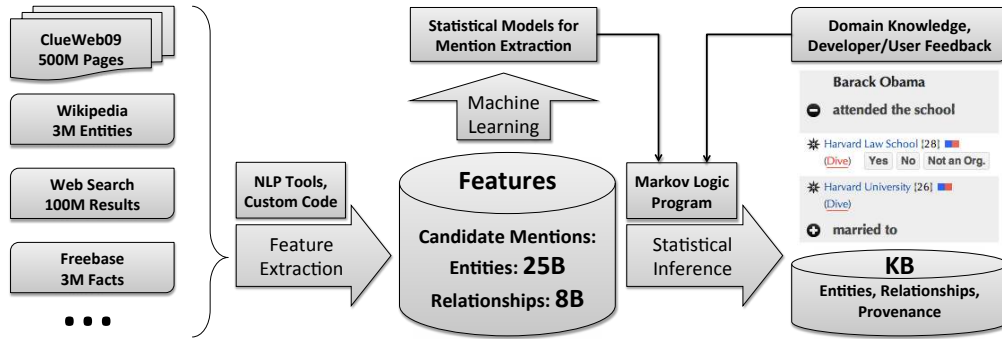 ClueWeb09
500M Pages
Wikipedia
3M Entities
Web Search
100M Results
Freebase
3M Facts
• • •
NLP Tools,
Custom Code
Feature
Extraction
Statistical Models for
Mention Extraction
Machine
Learning
Features
Candidate Mentions:
Entities: 25B
Relationships: 8B
Markov Logic
Program
Statistical
Inference
Domain Knowledge,
Developer/User Feedback
Barack Obama
attended the school
Harvard Law School [28]
(Dive) Yes No Not an Org.
Harvard University [26]
(Dive)
married to
KB
Entities, Relationships,
Provenance